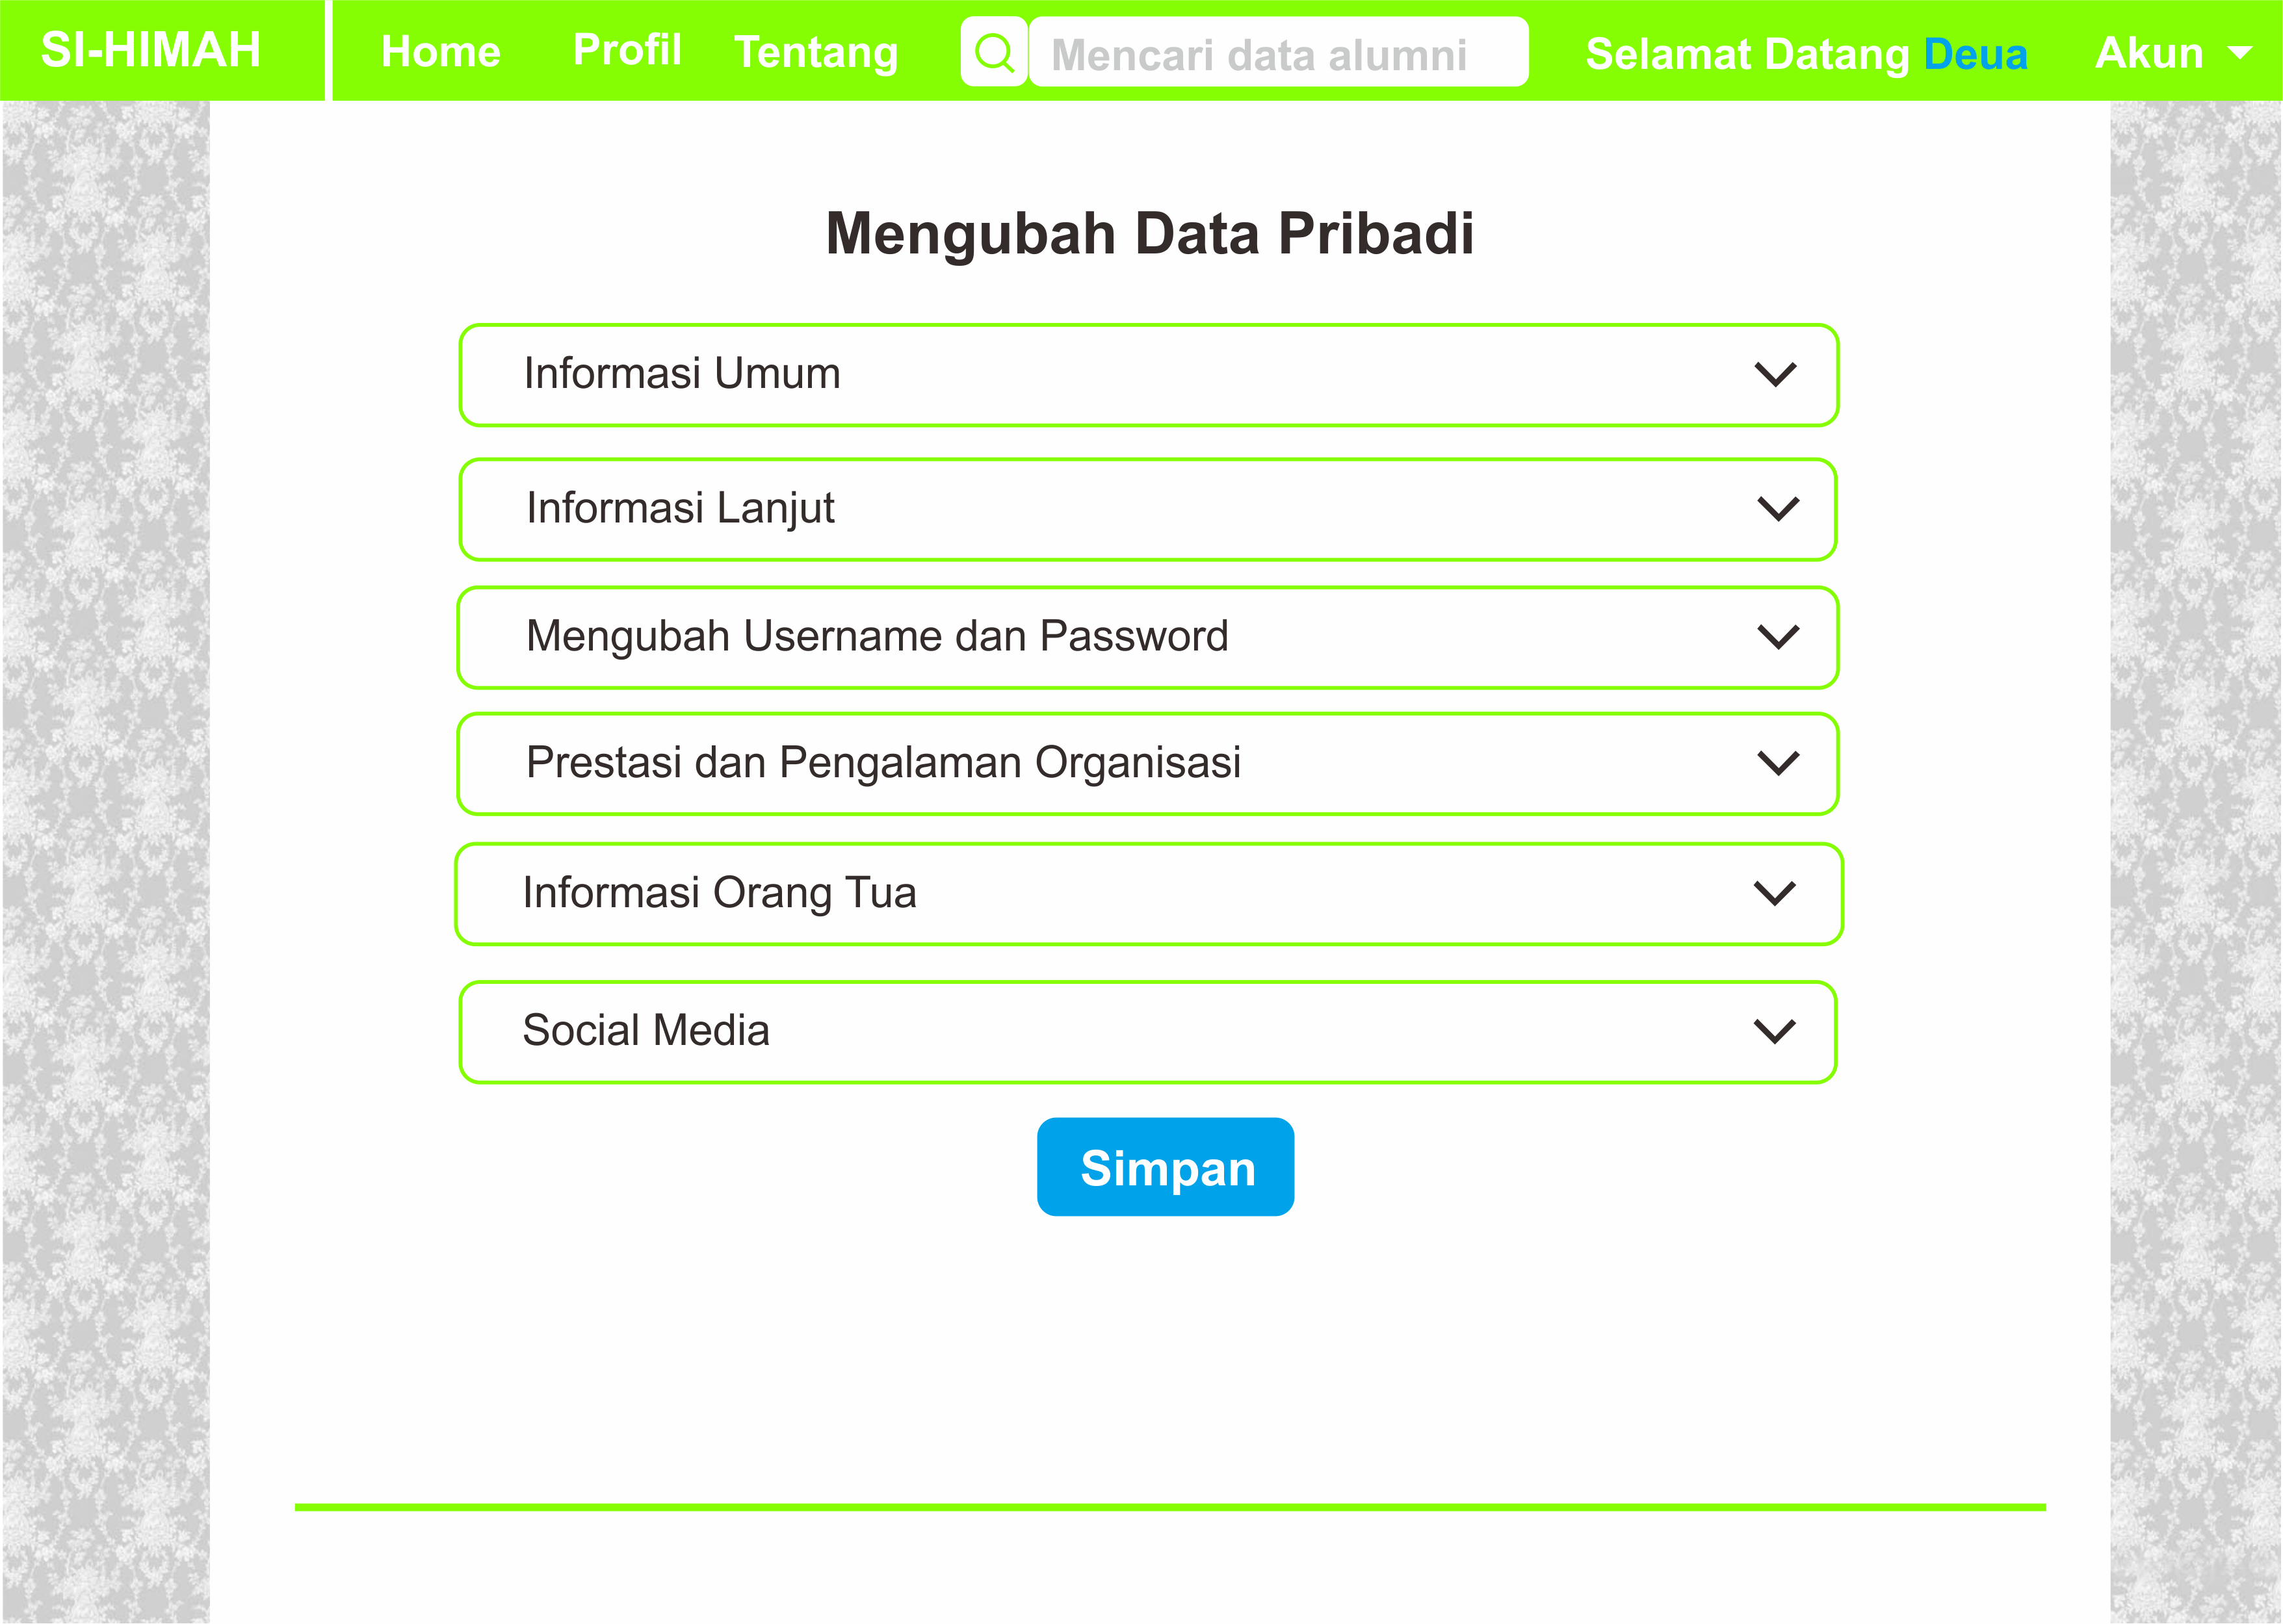 SI-HIMAH Home Profil Tentang Mencari data alumni Selamat Datang Deua Akun
Mengubah Data Pribadi
Informasi Umum
Informasi Lanjut
Mengubah Username dan Password
Prestasi dan Pengalaman Organisasi
Informasi Orang Tua
Social Media
Simpan